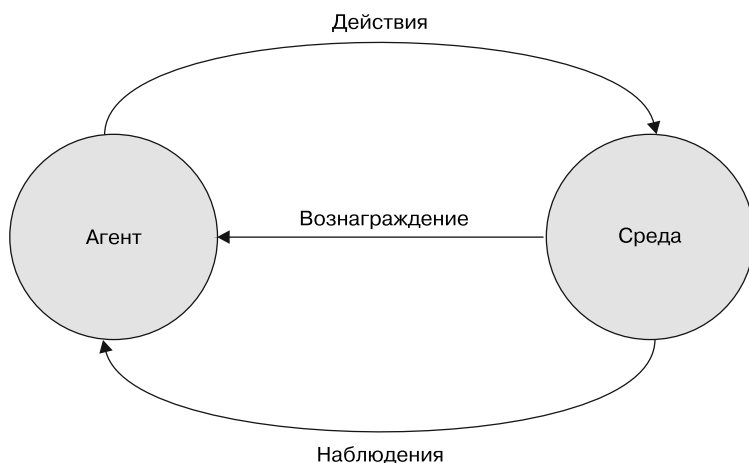 Действия
Вознаграждение
Агент
Среда
Наблюдения